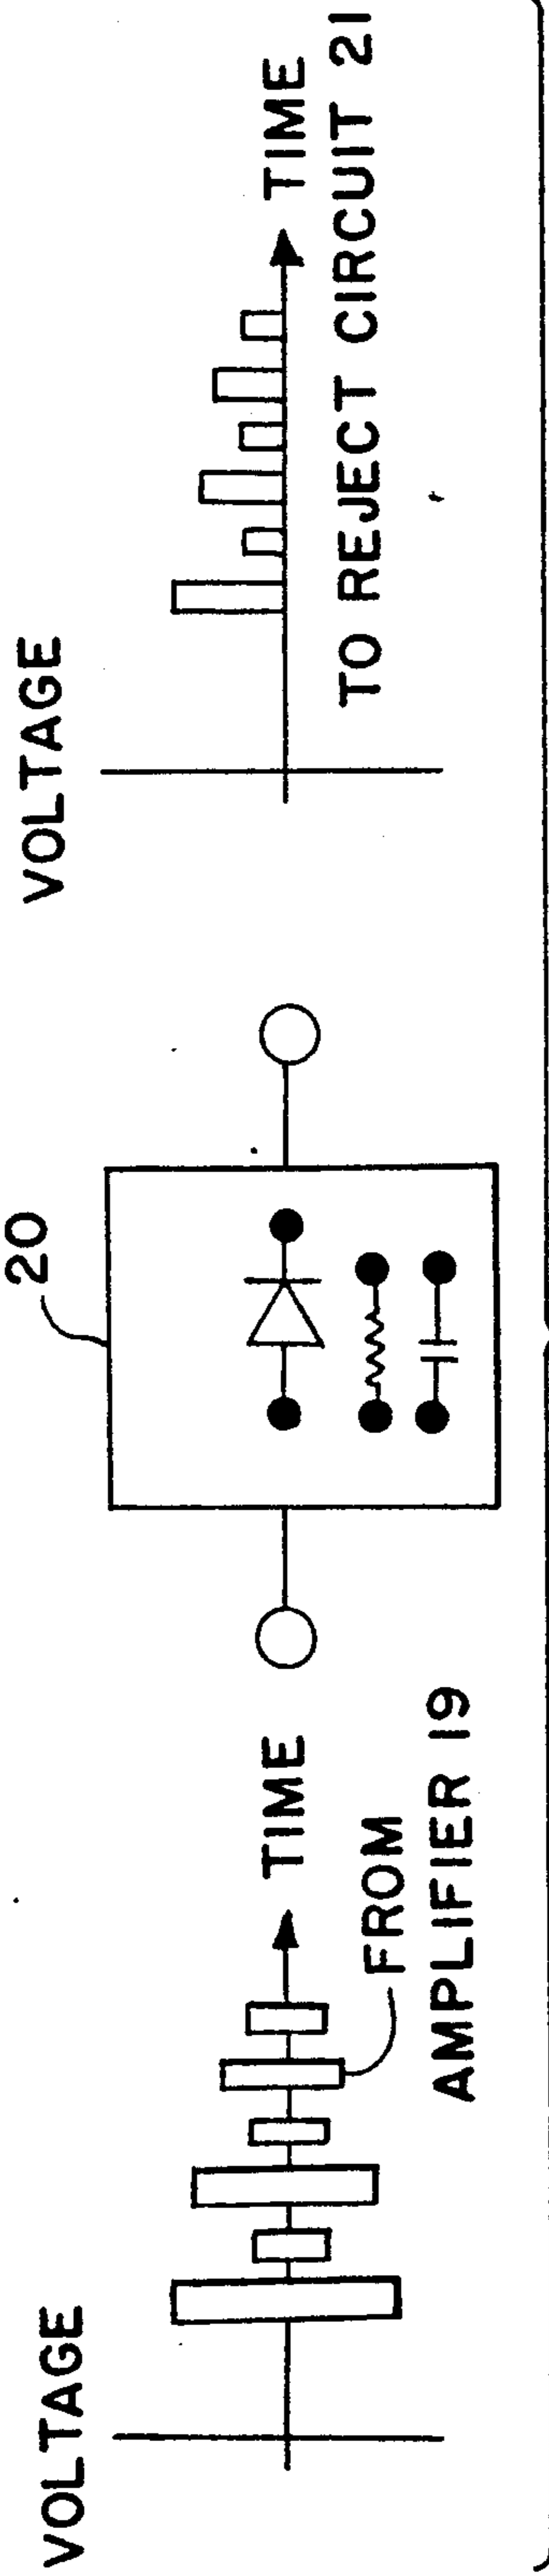 VOLTAGE
TIME
FROM
AMPLIFIER 19
20
VOLTAGE
TIME
TO REJECT CIRCUIT 21